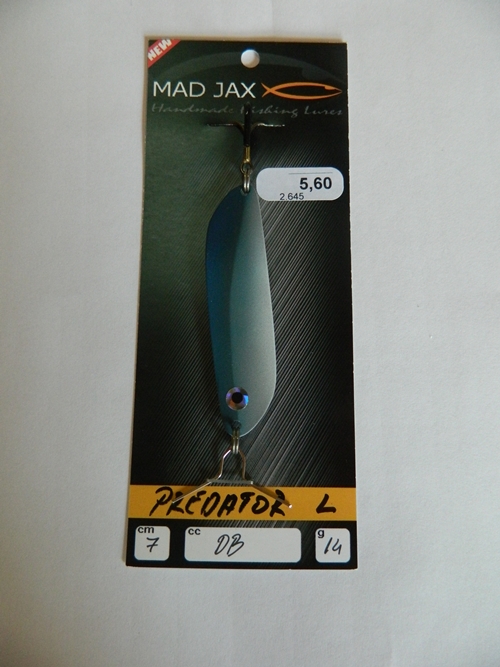 NEW
MAD JAX
Handmade Fishing Lures
5,60
2.645
PREDATOR L
cm
7
cc
DB
g
14